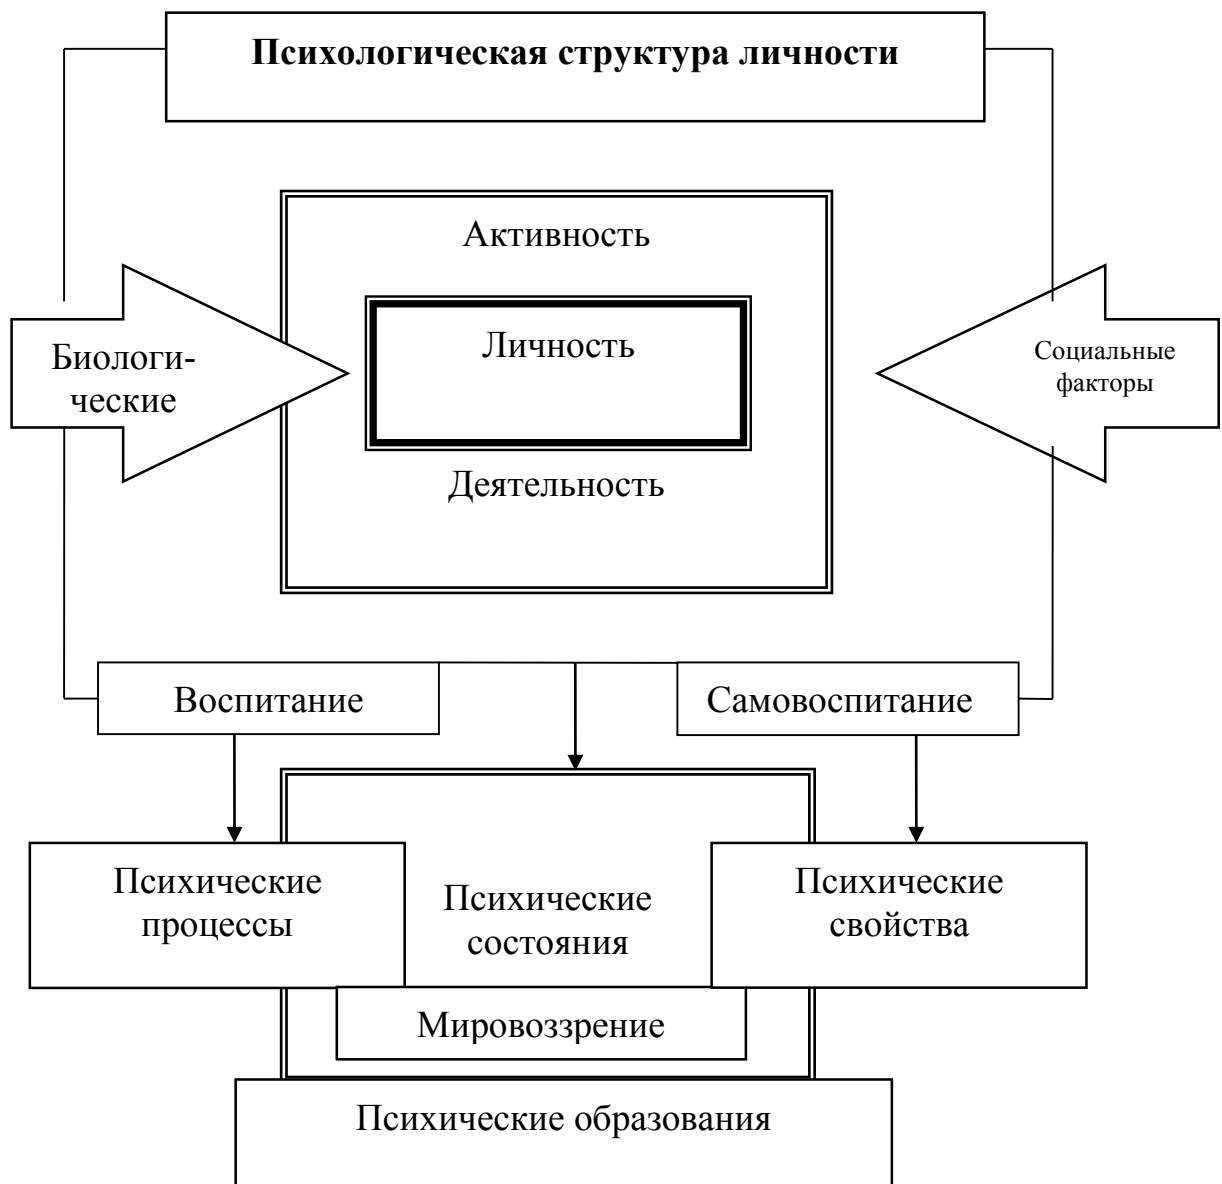 Психологическая структура личности
Активность
Личность
Биологи-
ческие
Социальные
факторы
Деятельность
Воспитание
Самовоспитание
Психические
процессы
Психические
состояния
Психические
свойства
Мировоззрение
Психические образования